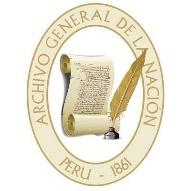 ARCHIVO GENERAL DE LA NACIÓN
PERU - 1861